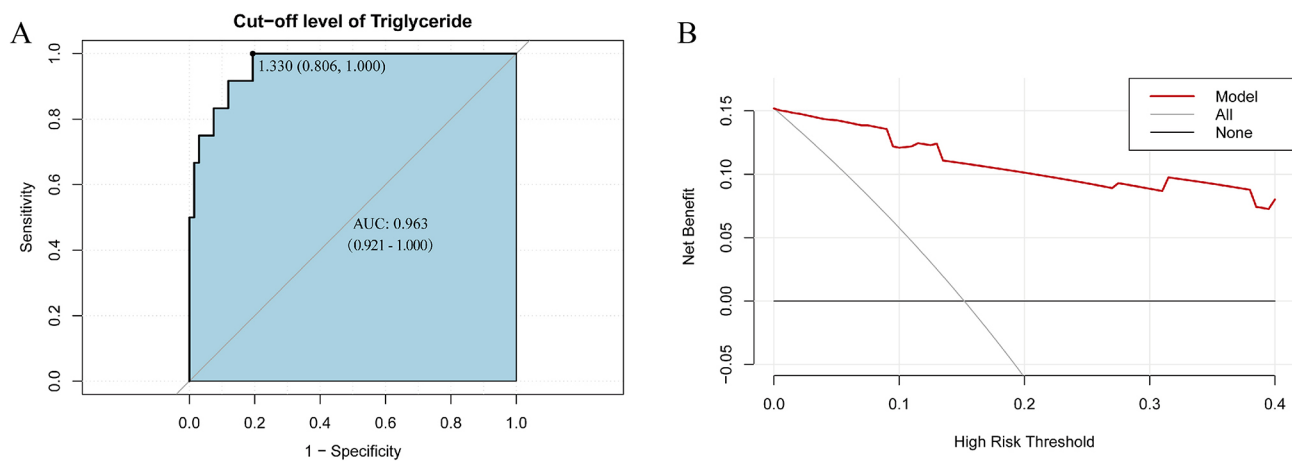 A
Cut−off level of Triglyceride
1.330 (0.806, 1.000)
AUC: 0.963
(0.921 - 1.000)
Sensitivity
0.0
0.2
0.4
0.6
0.8
1.0
0.0 0.2 0.4 0.6 0.8 1.0
1 − Specificity
B
Model
All
None
Net Benefit
−0.05
0.00
0.05
0.10
0.15
0.0 0.1 0.2 0.3 0.4
High Risk Threshold